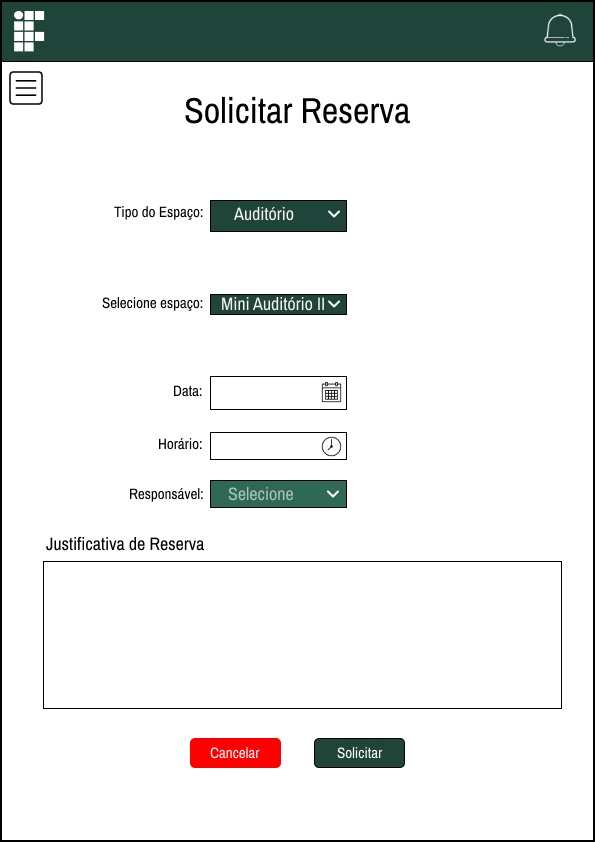 Solicitar Reserva
Tipo do Espaço: Auditório
Selecione espaço: Mini Auditório II
Data:
Horário:
Responsável: Selecione
Justificativa de Reserva
Cancelar Solicitar